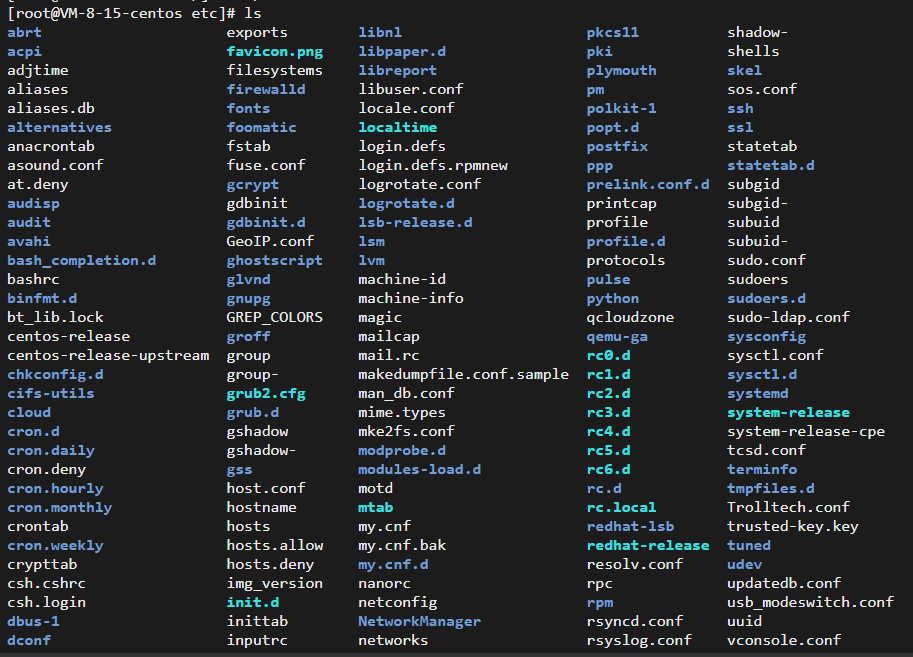 [root@VM-8-15-centos etc]# ls
abrt exports libnl pkcs11 shadow-
acpi favicon.png libpaper.d pki shells
adjtime filesystems libreport plymouth skel
aliases firewalld libuser.conf pm sos.conf
aliases.db fonts locale.conf polkit-1 ssh
alternatives foomatic localtime popt.d ssl
anacrontab fstab login.defs postfix statetab
asound.conf fuse.conf login.defs.rpmnew ppp statetab.d
at.deny gcrypt logrotate.conf prelink.conf.d subgid
audisp gdbinit logrotate.d printcap subgid-
audit gdbinit.d lsb-release.d profile subuid
avahi GeoIP.conf lsm profile.d subuid-
bash_completion.d ghostscript lvm protocols sudo.conf
bashrc glvnd machine-id pulse sudoers
binfmt.d gnupg machine-info python sudoers.d
bt_lib.lock GREP_COLORS magic qcloudzone sudo-ldap.conf
centos-release groff mailcap qemu-ga sysconfig
centos-release-upstream group mail.rc rc0.d sysctl.conf
chkconfig.d group- makedumpfile.conf.sample rc1.d sysctl.d
cifs-utils grub2.cfg man_db.conf rc2.d systemd
cloud grub.d mime.types rc3.d system-release
cron.d gshadow mke2fs.conf rc4.d system-release-cpe
cron.daily gshadow- modprobe.d rc5.d tcsd.conf
cron.deny gss modules-load.d rc6.d terminfo
cron.hourly host.conf motd rc.d tmpfiles.d
cron.monthly hostname mtab rc.local Trolltech.conf
crontab hosts my.cnf redhat-lsb trusted-key.key
cron.weekly hosts.allow my.cnf.bak redhat-release tuned
crypttab hosts.deny my.cnf.d resolv.conf udev
csh.cshrc img_version nanorc rpc updatedb.conf
csh.login init.d netconfig rpm usb_modeswitch.conf
dbus-1 inittab NetworkManager rsyncd.conf uuid
dconf inputrc networks rsyslog.conf vconsole.conf